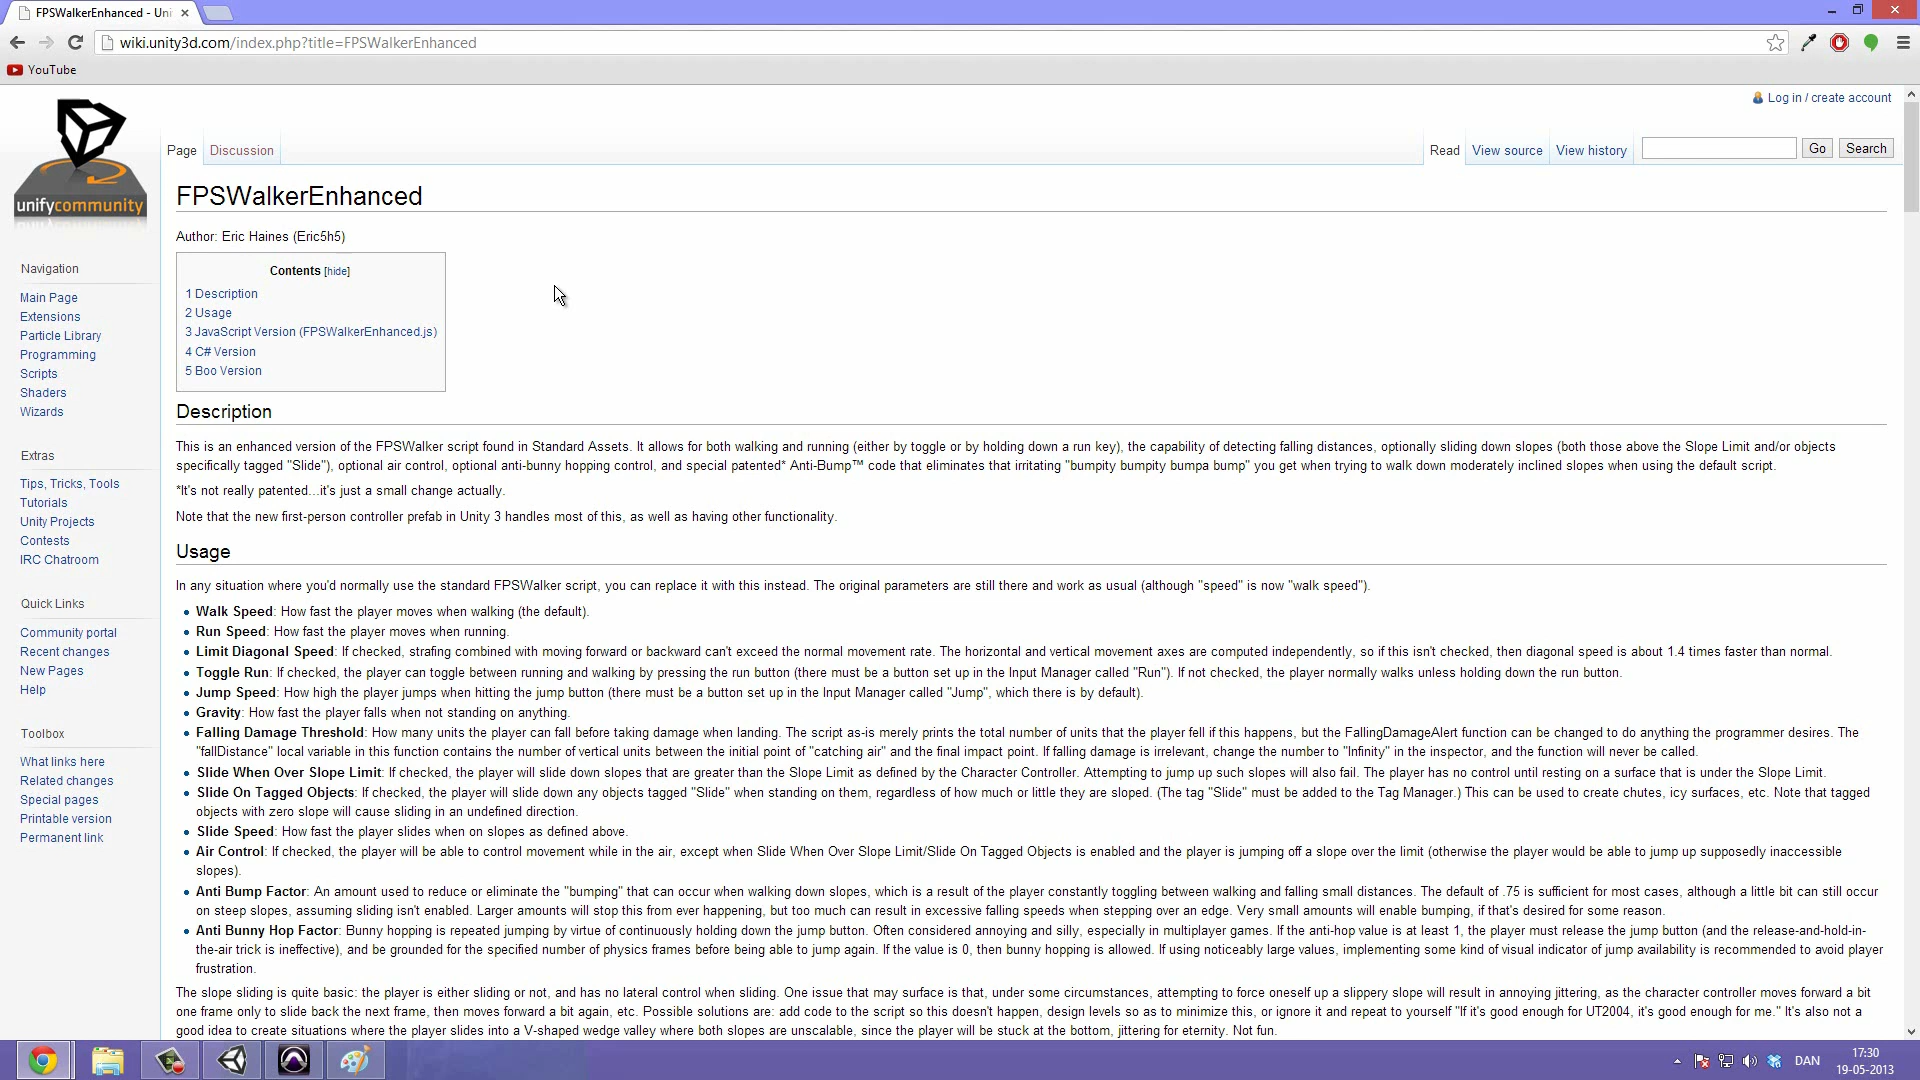 FPSWalkerEnhanced - Uni
wiki.unity3d.com/index.php?title=FPSWalkerEnhanced
YouTube
Log in / create account
Page
Discussion
Read
View source
View history
Go
Search
unifycommunity
FPSWalkerEnhanced
Author: Eric Haines (Eric5h5)
Contents [hide]
1 Description
2 Usage
3 JavaScript Version (FPSWalkerEnhanced.js)
4 C# Version
5 Boo Version
Navigation
Main Page
Extensions
Particle Library
Programming
Scripts
Shaders
Wizards
Extras
Tips, Tricks, Tools
Tutorials
Unity Projects
Contests
IRC Chatroom
Quick Links
Community portal
Recent changes
New Pages
Help
Toolbox
What links here
Related changes
Special pages
Printable version
Permanent link
Description
This is an enhanced version of the FPSWalker script found in Standard Assets. It allows for both walking and running (either by toggle or by holding down a run key), the capability of detecting falling distances, optionally sliding down slopes (both those above the Slope Limit and/or objects
specifically tagged "Slide"), optional air control, optional anti-bunny hopping control, and special patented* Anti-Bump™ code that eliminates that irritating "bumpity bumpity bumpa bump" you get when trying to walk down moderately inclined slopes when using the default script.
*It's not really patented...it's just a small change actually.
Note that the new first-person controller prefab in Unity 3 handles most of this, as well as having other functionality.
Usage
In any situation where you'd normally use the standard FPSWalker script, you can replace it with this instead. The original parameters are still there and work as usual (although "speed" is now "walk speed").
Walk Speed: How fast the player moves when walking (the default).
Run Speed: How fast the player moves when running.
Limit Diagonal Speed: If checked, strafing combined with moving forward or backward can't exceed the normal movement rate. The horizontal and vertical movement axes are computed independently, so if this isn't checked, then diagonal speed is about 1.4 times faster than normal.
Toggle Run: If checked, the player can toggle between running and walking by pressing the run button (there must be a button set up in the Input Manager called "Run"). If not checked, the player normally walks unless holding down the run button.
Jump Speed: How high the player jumps when hitting the jump button (there must be a button set up in the Input Manager called "Jump", which there is by default).
Gravity: How fast the player falls when not standing on anything.
Falling Damage Threshold: How many units the player can fall before taking damage when landing. The script as-is merely prints the total number of units that the player fell if this happens, but the FallingDamageAlert function can be changed to do anything the programmer desires. The
"fallDistance" local variable in this function contains the number of vertical units between the initial point of "catching air" and the final impact point. If falling damage is irrelevant, change the number to "Infinity" in the inspector, and the function will never be called.
Slide When Over Slope Limit: If checked, the player will slide down slopes that are greater than the Slope Limit as defined by the Character Controller. Attempting to jump up such slopes will also fail. The player has no control until resting on a surface that is under the Slope Limit.
Slide On Tagged Objects: If checked, the player will slide down any objects tagged "Slide" when standing on them, regardless of how much or little they are sloped. (The tag "Slide" must be added to the Tag Manager.) This can be used to create chutes, icy surfaces, etc. Note that tagged
objects with zero slope will cause sliding in an undefined direction.
Slide Speed: How fast the player slides when on slopes as defined above.
Air Control: If checked, the player will be able to control movement while in the air, except when Slide When Over Slope Limit/Slide On Tagged Objects is enabled and the player is jumping off a slope over the limit (otherwise the player would be able to jump up supposedly inaccessible
slopes).
Anti Bump Factor: An amount used to reduce or eliminate the "bumping" that can occur when walking down slopes, which is a result of the player constantly toggling between walking and falling small distances. The default of .75 is sufficient for most cases, although a little bit can still occur
on steep slopes, assuming sliding isn't enabled. Larger amounts will stop this from ever happening, but too much can result in excessive falling speeds when stepping over an edge. Very small amounts will enable bumping, if that's desired for some reason.
Anti Bunny Hop Factor: Bunny hopping is repeated jumping by virtue of continuously holding down the jump button. Often considered annoying and silly, especially in multiplayer games. If the anti-hop value is at least 1, the player must release the jump button (and the release-and-hold-in-
the-air trick is ineffective), and be grounded for the specified number of physics frames before being able to jump again. If the value is 0, then bunny hopping is allowed. If using noticeably large values, implementing some kind of visual indicator of jump availability is recommended to avoid player
frustration.
The slope sliding is quite basic: the player is either sliding or not, and has no lateral control when sliding. One issue that may surface is that, under some circumstances, attempting to force oneself up a slippery slope will result in annoying jittering, as the character controller moves forward a bit
one frame only to slide back the next frame, then moves forward a bit again, etc. Possible solutions are: add code to the script so this doesn't happen, design levels so as to minimize this, or ignore it and repeat to yourself "If it's good enough for UT2004, it's good enough for me." It's also not a
good idea to create situations where the player slides into a V-shaped wedge valley where both slopes are unscalable, since the player will be stuck at the bottom, jittering for eternity. Not fun.
DAN
17:30
19-05-2013